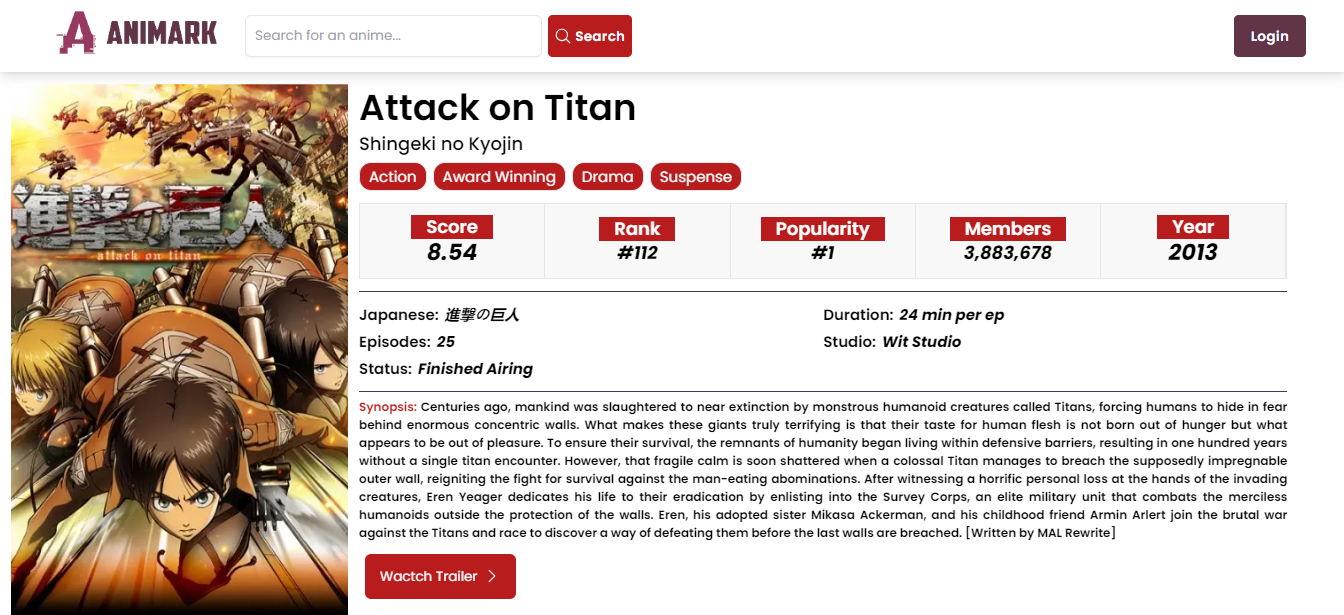 ANIMARK
Search for an anime...
Search
Login
進撃の巨人
attack on titan
Attack on Titan
Shingeki no Kyojin
Action
Award Winning
Drama
Suspense
Score
8.54
Rank
#112
Popularity
#1
Members
3,883,678
Year
2013
Japanese: 進撃の巨人
Duration: 24 min per ep
Episodes: 25
Studio: Wit Studio
Status: Finished Airing
Synopsis: Centuries ago, mankind was slaughtered to near extinction by monstrous humanoid creatures called Titans, forcing humans to hide in fear
behind enormous concentric walls. What makes these giants truly terrifying is that their taste for human flesh is not born out of hunger but what
appears to be out of pleasure. To ensure their survival, the remnants of humanity began living within defensive barriers, resulting in one hundred years
without a single titan encounter. However, that fragile calm is soon shattered when a colossal Titan manages to breach the supposedly impregnable
outer wall, reigniting the fight for survival against the man-eating abominations. After witnessing a horrific personal loss at the hands of the invading
creatures, Eren Yeager dedicates his life to their eradication by enlisting into the Survey Corps, an elite military unit that combats the merciless
humanoids outside the protection of the walls. Eren, his adopted sister Mikasa Ackerman, and his childhood friend Armin Arlert join the brutal war
against the Titans and race to discover a way of defeating them before the last walls are breached. [Written by MAL Rewrite]
Wactch Trailer